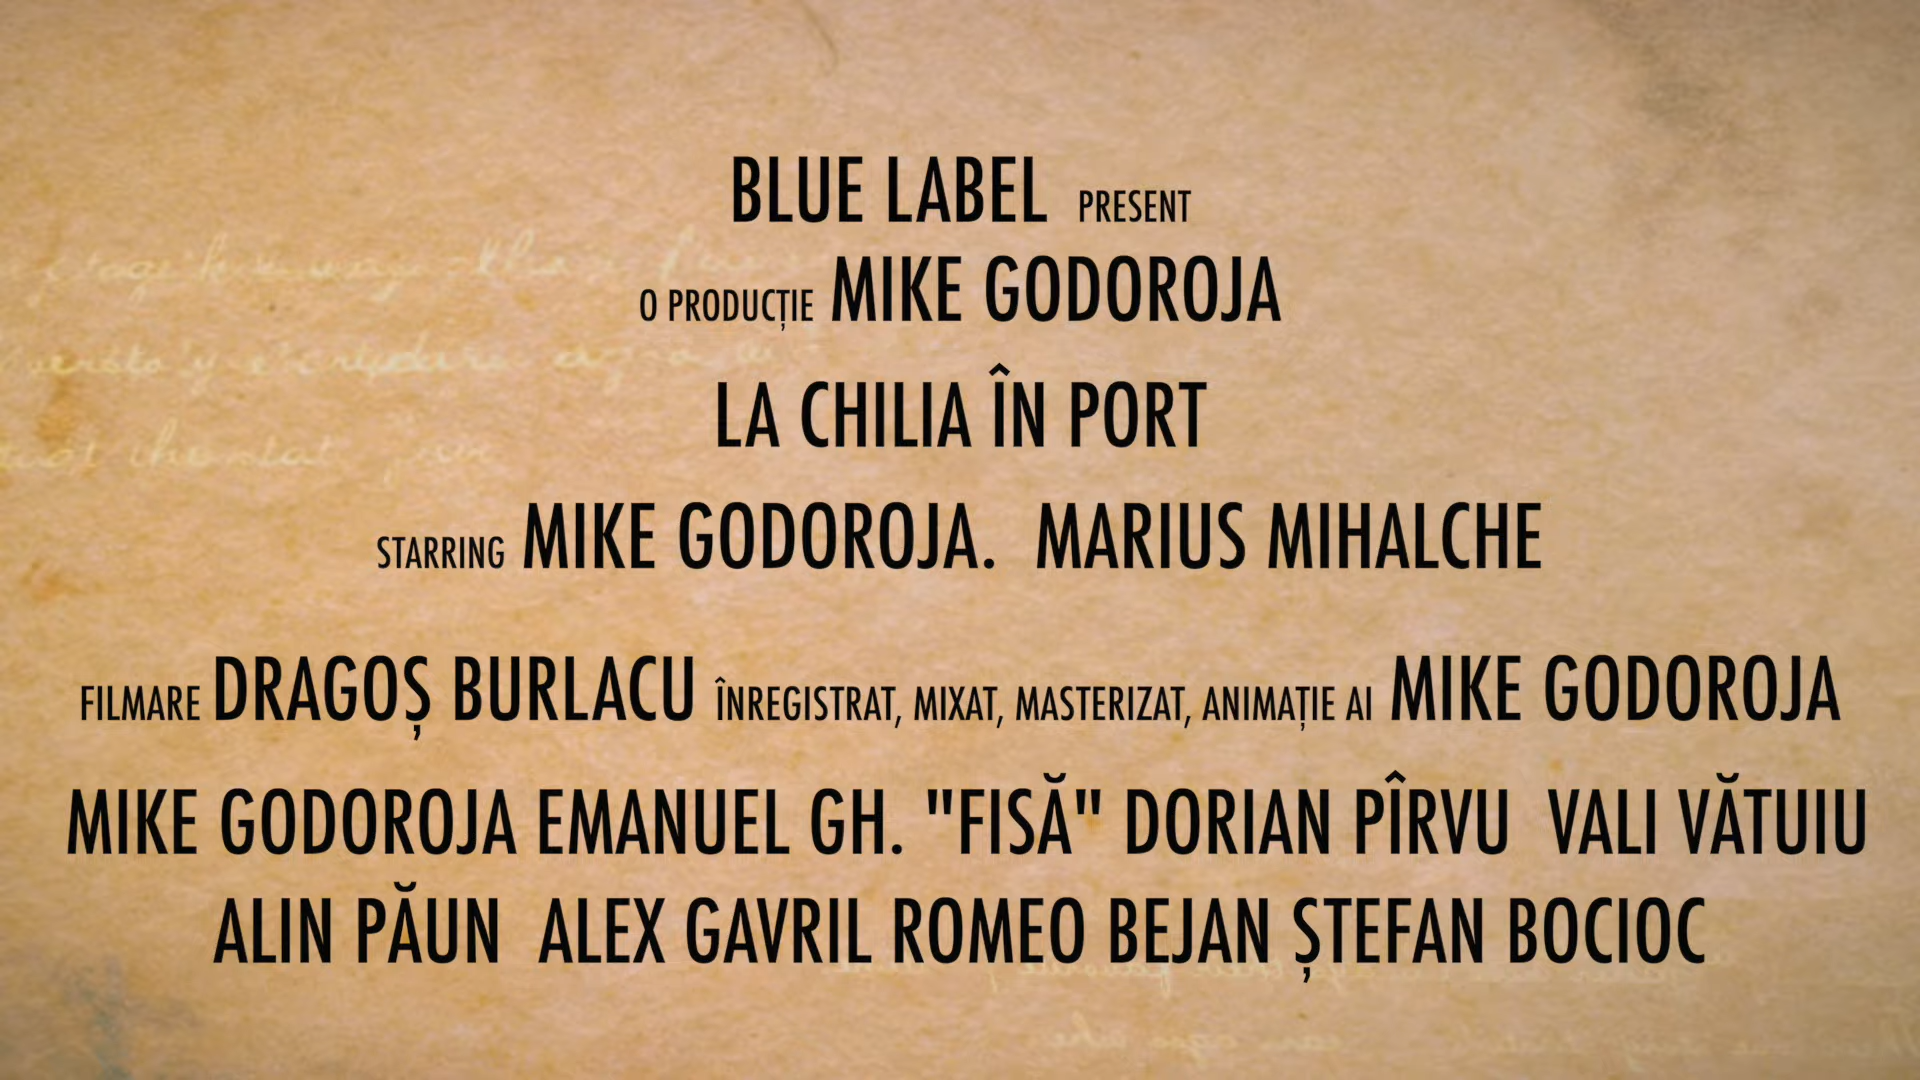 BLUE LABEL PRESENT
O PRODUCȚIE MIKE GODOROJA
LA CHILIA ÎN PORT
STARRING MIKE GODOROJA. MARIUS MIHALCHE
FILMARE DRAGOȘ BURLACU ÎNREGISTRAT, MIXAT, MASTERIZAT, ANIMAȚIE AI MIKE GODOROJA
MIKE GODOROJA EMANUEL GH. "FISĂ" DORIAN PÎRVU VALI VĂTUIU
ALIN PĂUN ALEX GAVRIL ROMEO BEJAN ȘTEFAN BOCIOC